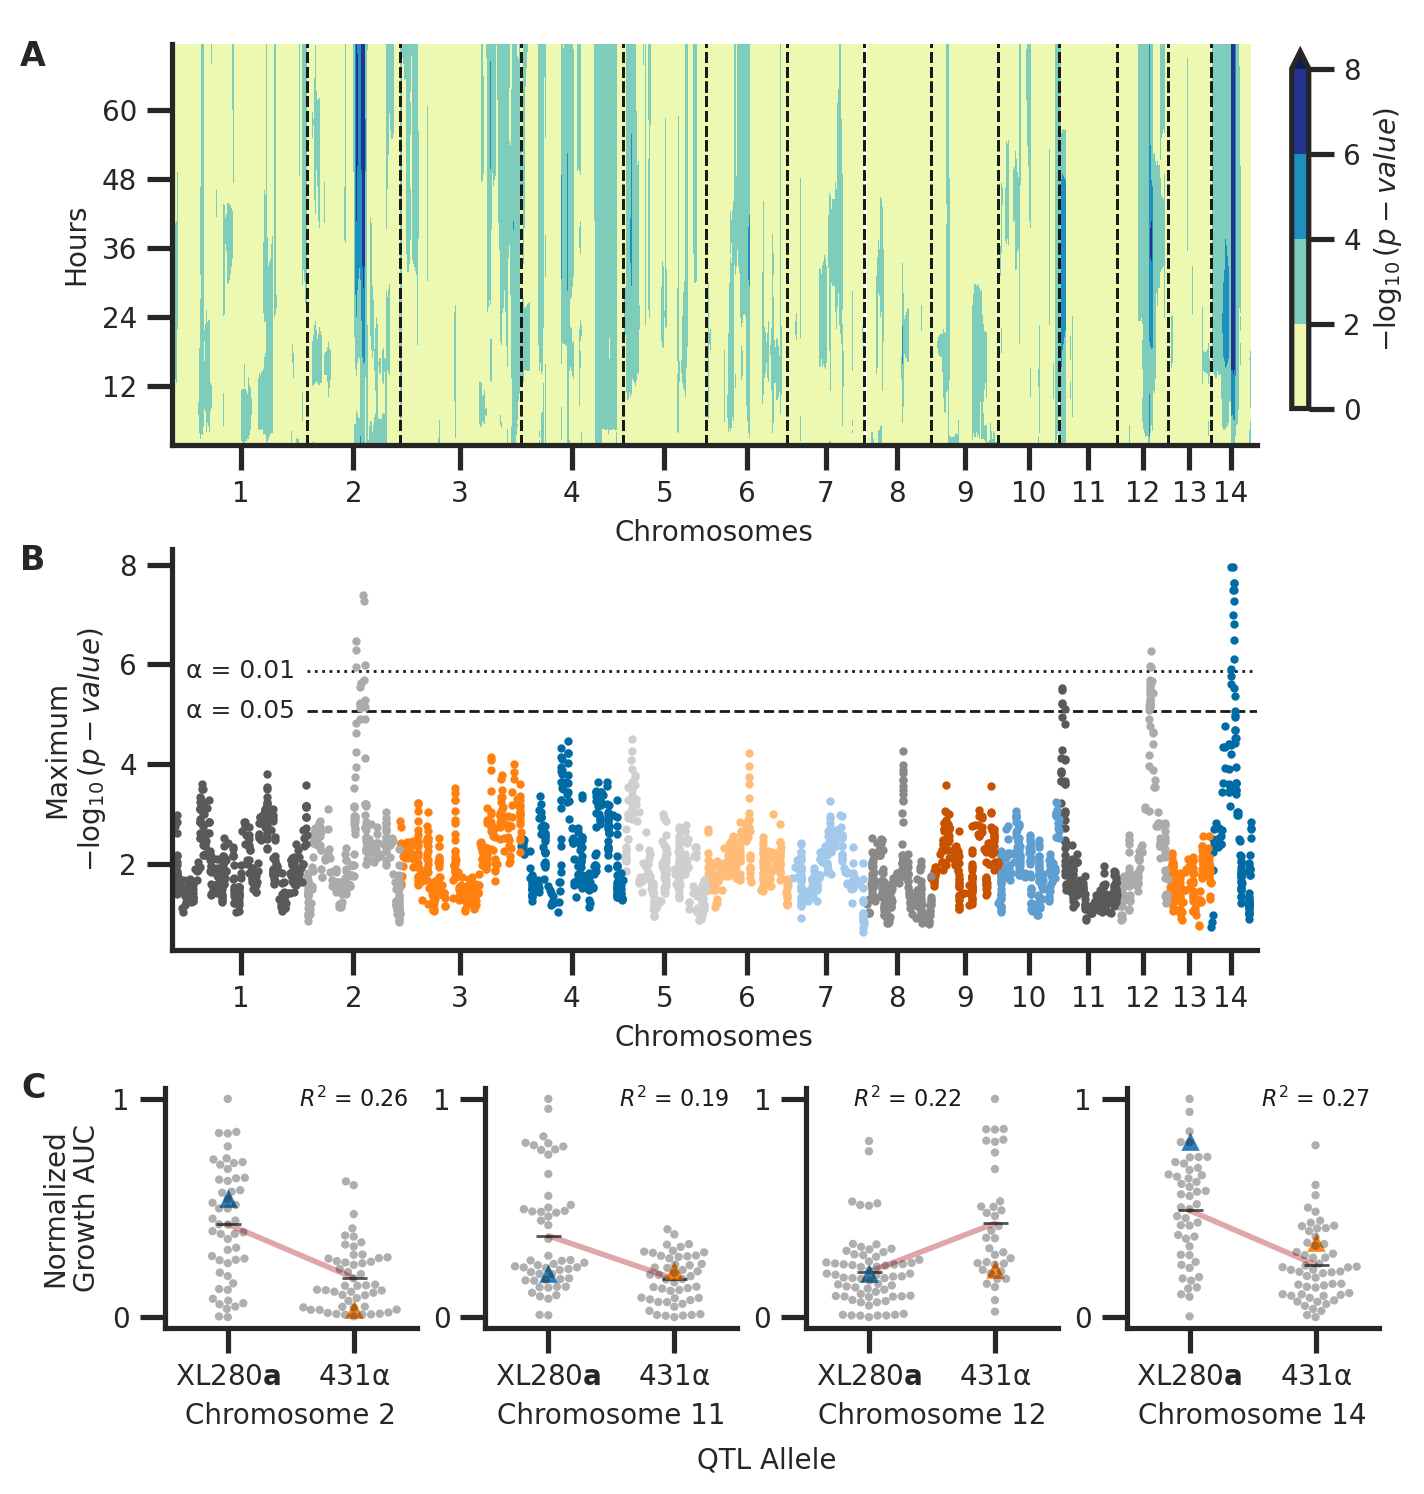 A
60
48
36
24
12
Hours
1 2 3 4 5 6 7 8 9 10 11 12 13 14
Chromosomes
8
6
4
2
0
−log₁₀(p − value)
B
8
6
4
2
Maximum
−log₁₀(p − value)
α = 0.01
α = 0.05
1 2 3 4 5 6 7 8 9 10 11 12 13 14
Chromosomes
C
Normalized
Growth AUC
1
0
R² = 0.26
XL280a 431α
Chromosome 2
1
0
R² = 0.19
XL280a 431α
Chromosome 11
1
0
R² = 0.22
XL280a 431α
Chromosome 12
1
0
R² = 0.27
XL280a 431α
Chromosome 14
QTL Allele